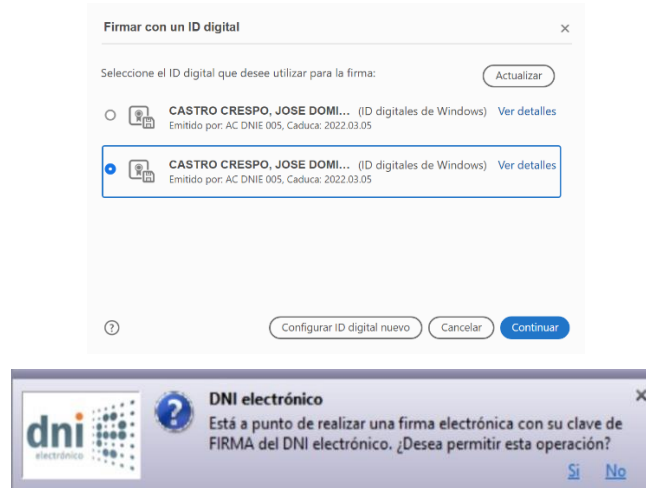 Firmar con un ID digital
Seleccione el ID digital que desee utilizar para la firma:
Actualizar
CASTRO CRESPO, JOSE DOMI... (ID digitales de Windows) Ver detalles
Emitido por: AC DNIE 005, Caduca: 2022.03.05
CASTRO CRESPO, JOSE DOMI... (ID digitales de Windows) Ver detalles
Emitido por: AC DNIE 005, Caduca: 2022.03.05
Configurar ID digital nuevo Cancelar Continuar
dni
electrónico
DNI electrónico
Está a punto de realizar una firma electrónica con su clave de
FIRMA del DNI electrónico. ¿Desea permitir esta operación?
Si No